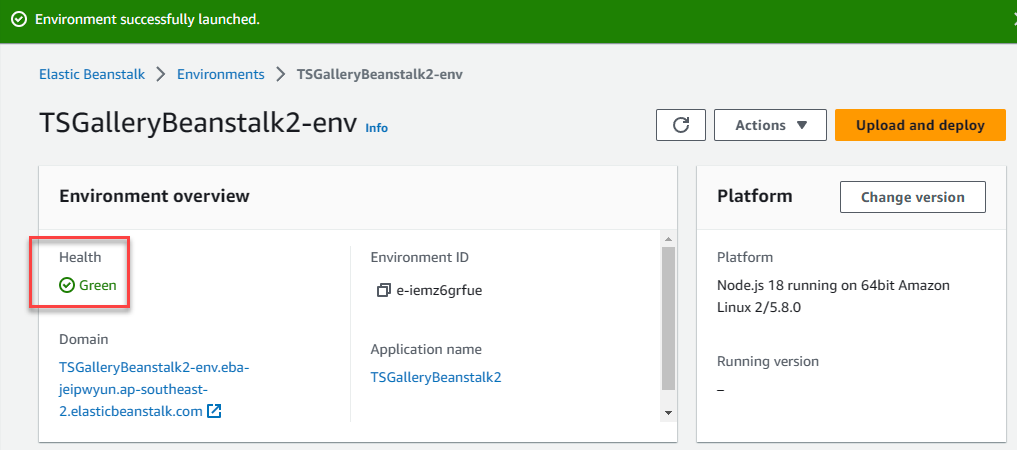 Environment successfully launched.
Elastic Beanstalk > Environments > TSGalleryBeanstalk2-env
TSGalleryBeanstalk2-env Info
Actions
Upload and deploy
Environment overview
Health
Green
Domain
TSGalleryBeanstalk2-env.eba-
jeipwyun.ap-southeast-
2.elasticbeanstalk.com
Environment ID
e-iemz6grfue
Application name
TSGalleryBeanstalk2
Platform
Change version
Platform
Node.js 18 running on 64bit Amazon
Linux 2/5.8.0
Running version
–